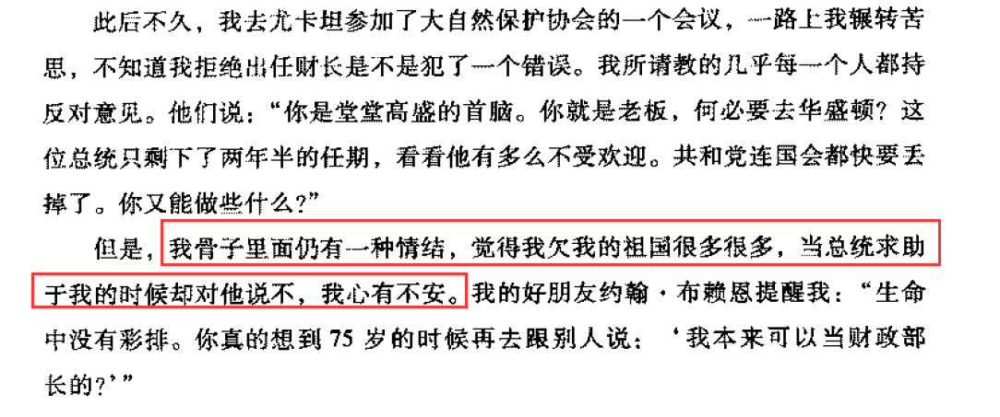 此后不久，我去尤卡坦参加了大自然保护协会的一个会议，一路上我辗转苦
思，不知道我拒绝出任财长是不是犯了一个错误。我所请教的几乎每一个人都持
反对意见。他们说：“你是堂堂高盛的首脑。你就是老板，何必要去华盛顿？这
位总统只剩下了两年半的任期，看看他有多么不受欢迎。共和党连国会都快要丢
掉了。你又能做些什么？”
但是，我骨子里面仍有一种情结，觉得我欠我的祖国很多很多，当总统求助
于我的时候却对他说不，我心有不安。我的好朋友约翰·布赖恩提醒我：“生命
中没有彩排。你真的想到 75 岁的时候再去跟别人说：‘我本来可以当财政部
长的？’”